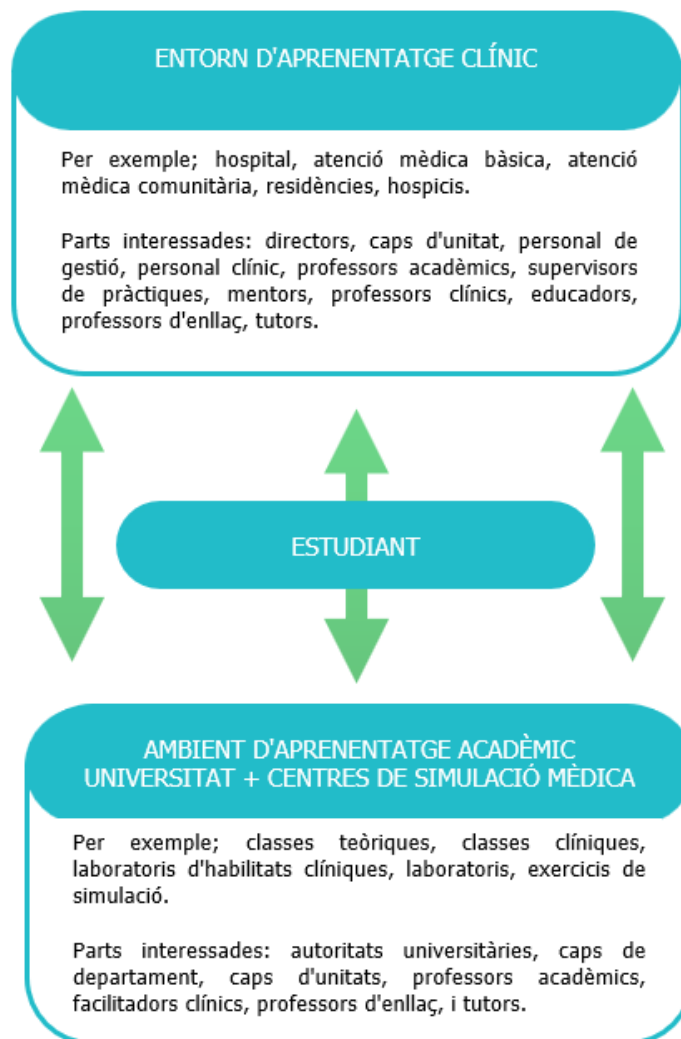 ENTORN D'APRENENTATGE CLÍNIC
Per exemple; hospital, atenció mèdica bàsica, atenció
mèdica comunitària, residències, hospicis.
Parts interessades: directors, caps d'unitat, personal de
gestió, personal clínic, professors acadèmics, supervisors
de pràctiques, mentors, professors clínics, educadors,
professors d'enllaç, tutors.
ESTUDIANT
AMBIENT D'APRENENTATGE ACADÈMIC
UNIVERSITAT + CENTRES DE SIMULACIÓ MÈDICA
Per exemple; classes teòriques, classes clíniques,
laboratoris d'habilitats clíniques, laboratoris, exercicis de
simulació.
Parts interessades: autoritats universitàries, caps de
departament, caps d'unitats, professors acadèmics,
facilitadors clínics, professors d'enllaç, i tutors.